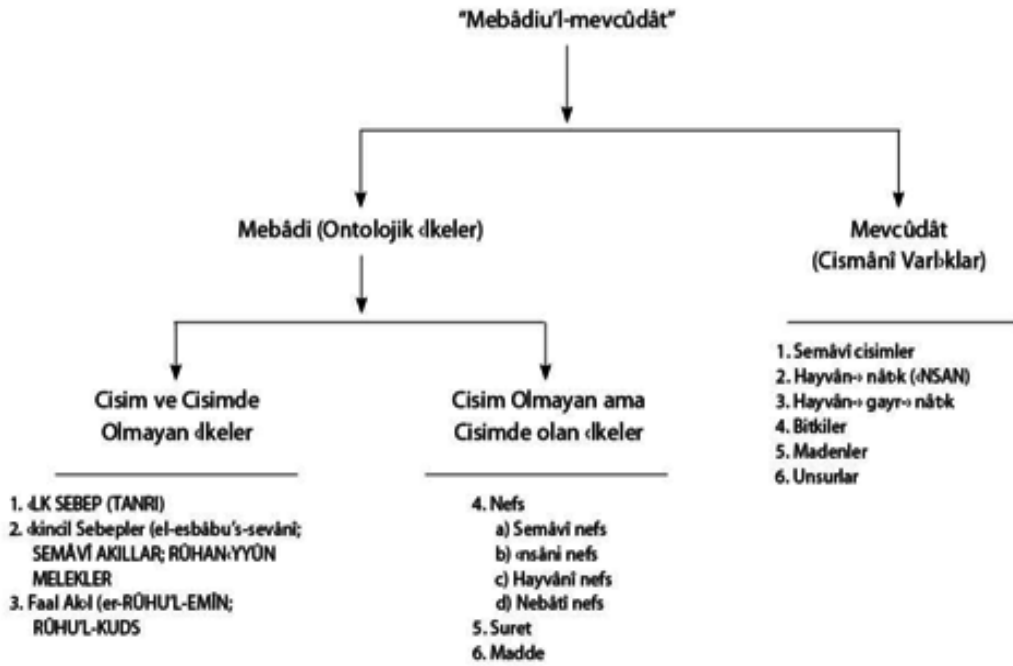 "Mebâdiu'l-mevcûdât"
Mebâdi (Ontolojik ‹lkeler)
Mevcûdât
(Cismânî Varl›klar)
Cisim ve Cisimde
Olmayan ‹lkeler
1. ‹LK SEBEP (TANRI)
2. ‹kincil Sebepler (el-esbâbu's-sevânî;
SEMÂVÎ AKILLAR; RÛHAN‹YYÛN
MELEKLER
3. Faal Ak›l (er-RÛHU'L-EMÎN;
RÛHU'L-KUDS
Cisim Olmayan ama
Cisimde olan ‹lkeler
4. Nefs
a) Semâvî nefs
b) ‹nsâni nefs
c) Hayvânî nefs
d) Nebâtî nefs
5. Suret
6. Madde
1. Semâvî cisimler
2. Hayvân-› nât›k (‹NSAN)
3. Hayvân-› gayr-› nât›k
4. Bitkiler
5. Madenler
6. Unsurlar